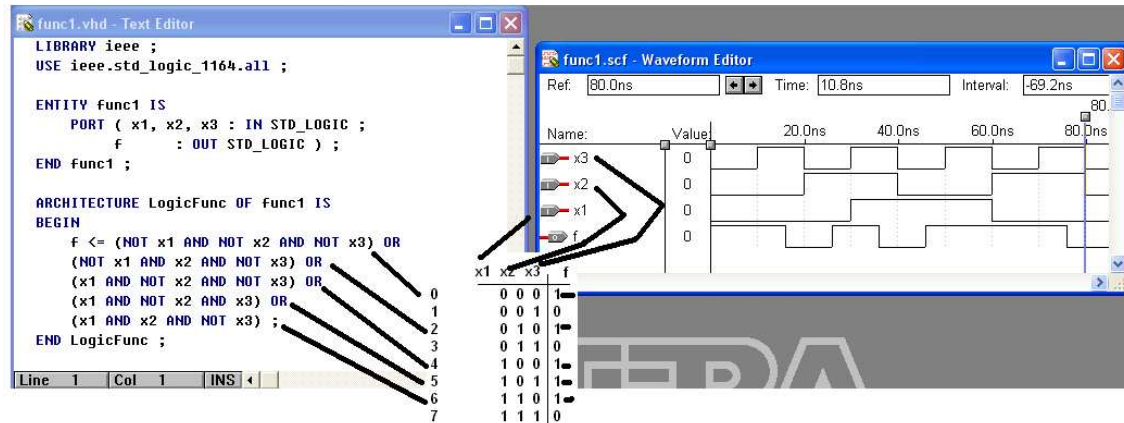 func1.vhd - Text Editor
LIBRARY ieee ;
USE ieee.std_logic_1164.all ;
ENTITY func1 IS
PORT ( x1, x2, x3 : IN STD_LOGIC ;
f : OUT STD_LOGIC ) ;
END func1 ;
ARCHITECTURE LogicFunc OF func1 IS
BEGIN
f <= (NOT x1 AND NOT x2 AND NOT x3) OR
(NOT x1 AND x2 AND NOT x3) OR
(x1 AND NOT x2 AND NOT x3) OR
(x1 AND NOT x2 AND x3) OR
(x1 AND x2 AND NOT x3) ;
END LogicFunc ;
Line 1 Col 1 INS
func1.scf - Waveform Editor
Ref: 80.0ns Time: 10.8ns Interval: -69.2ns
80.
Name: Value: 20.0ns 40.0ns 60.0ns 80.0ns
x3 0
x2 0
x1 0
f 0
x1 x2 x3 f
0 0 0 0 1
1 0 0 1 0
2 0 1 0 1
3 0 1 1 0
4 1 0 0 1
5 1 0 1 1
6 1 1 0 1
7 1 1 1 0